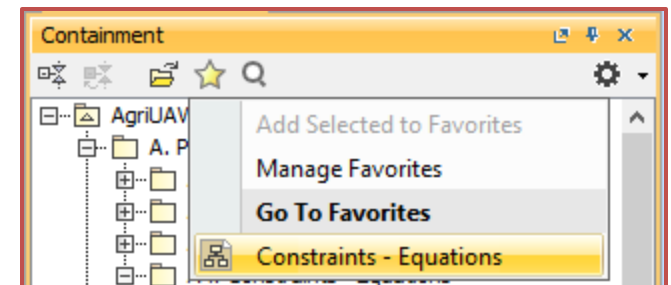 Containment
AgriUAV
Add Selected to Favorites
A. P
Manage Favorites
Go To Favorites
Constraints - Equations